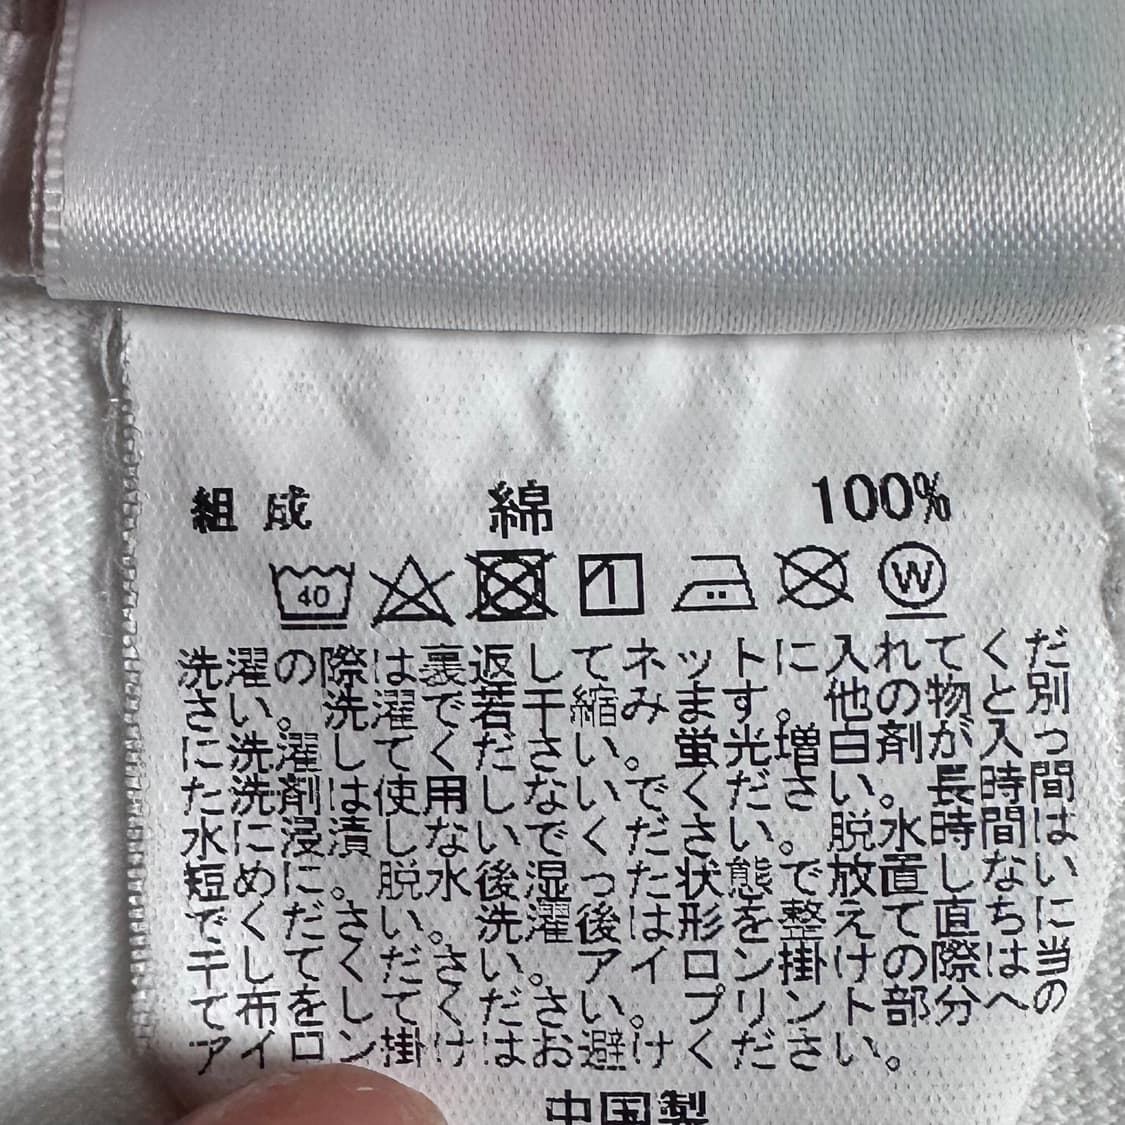 組成 綿 100%
40 1 W
洗濯の際は裏返してネットに入れてくだ
さい。洗濯で若干縮みます。他の物と別
に洗濯してください。蛍光増白剤が入っ
た洗剤は使用しないでください。長時間
水に浸漬しないでください。脱水時間は
短めに。脱水後湿った状態で放置しない
でください。洗濯後は形を整えて直ちに
干してください。アイロン掛けの際は当
て布をしてください。プリント部分へのア
アイロン掛けはお避けください。
中国製